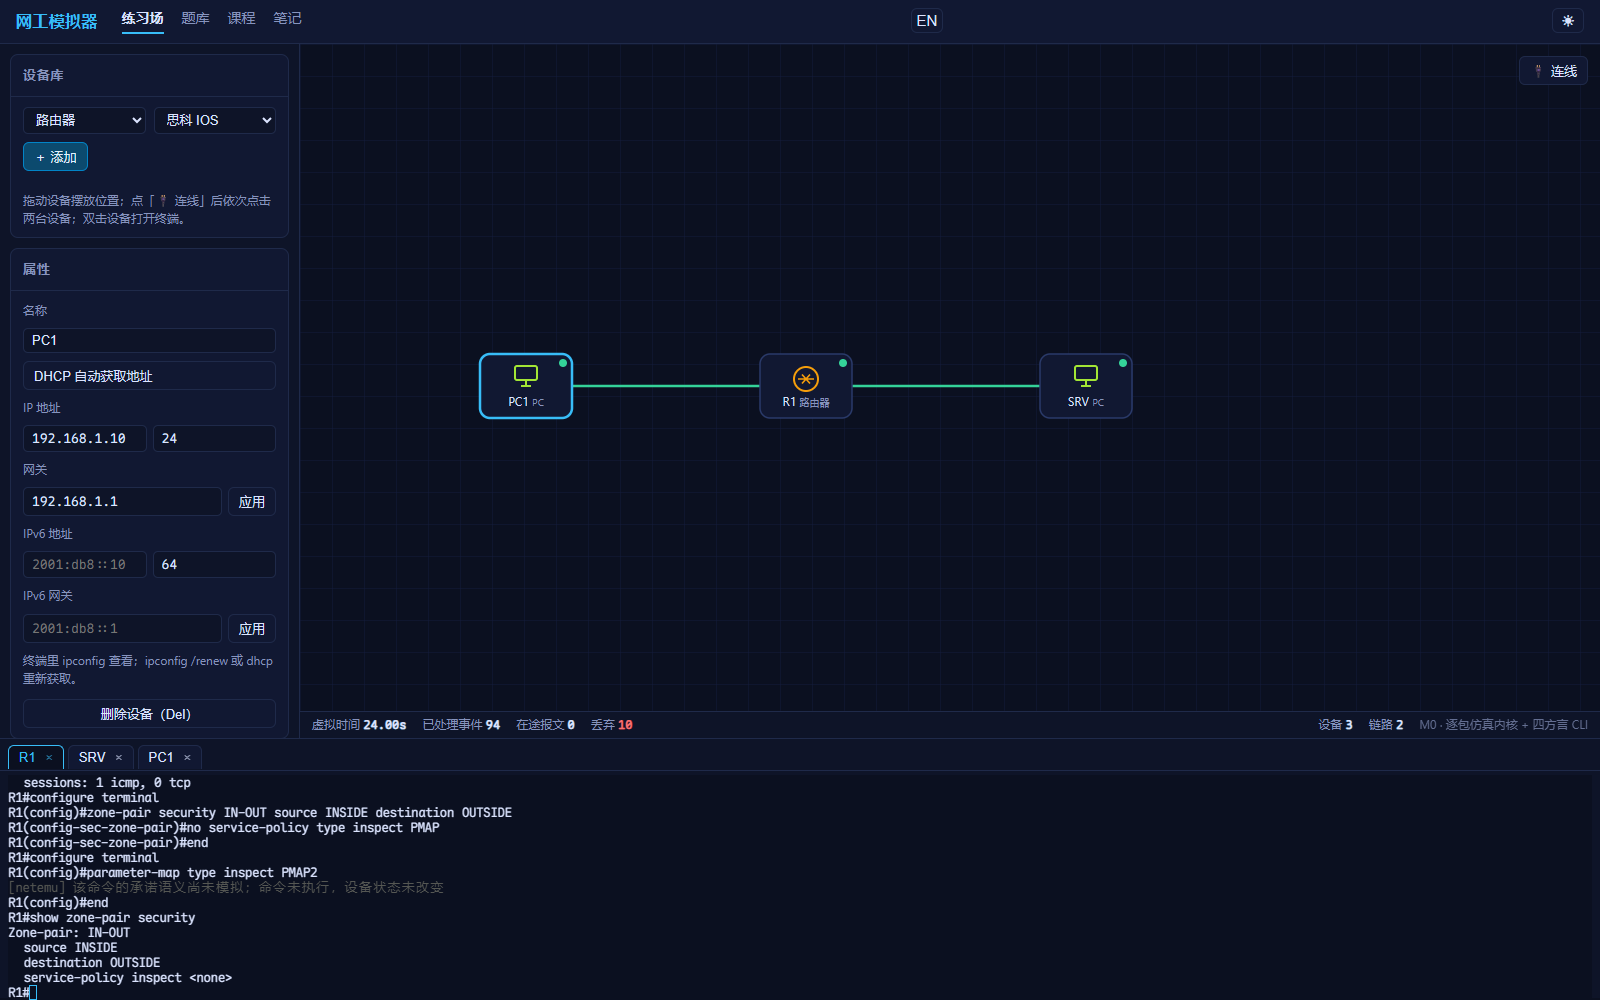 网工模拟器
练习场
题库
课程
笔记
EN
设备库
路由器
思科 IOS
+ 添加
拖动设备摆放位置；点「 连线」后依次点击
两台设备；双击设备打开终端。
属性
名称
PC1
DHCP 自动获取地址
IP 地址
192.168.1.10
24
网关
192.168.1.1
应用
IPv6 地址
2001:db8::10
64
IPv6 网关
2001:db8::1
应用
终端里 ipconfig 查看；ipconfig /renew 或 dhcp
重新获取。
删除设备（Del）
连线
PC1 PC
R1 路由器
SRV PC
虚拟时间 24.00s
已处理事件 94
在途报文 0
丢弃 10
设备 3
链路 2
M0 · 逐包仿真内核 + 四方言 CLI
R1 ×
SRV ×
PC1 ×
sessions: 1 icmp, 0 tcp
R1#configure terminal
R1(config)#zone-pair security IN-OUT source INSIDE destination OUTSIDE
R1(config-sec-zone-pair)#no service-policy type inspect PMAP
R1(config-sec-zone-pair)#end
R1#configure terminal
R1(config)#parameter-map type inspect PMAP2
[netemu] 该命令的承诺语义尚未模拟；命令未执行，设备状态未改变
R1(config)#end
R1#show zone-pair security
Zone-pair: IN-OUT
source INSIDE
destination OUTSIDE
service-policy inspect <none>
R1#